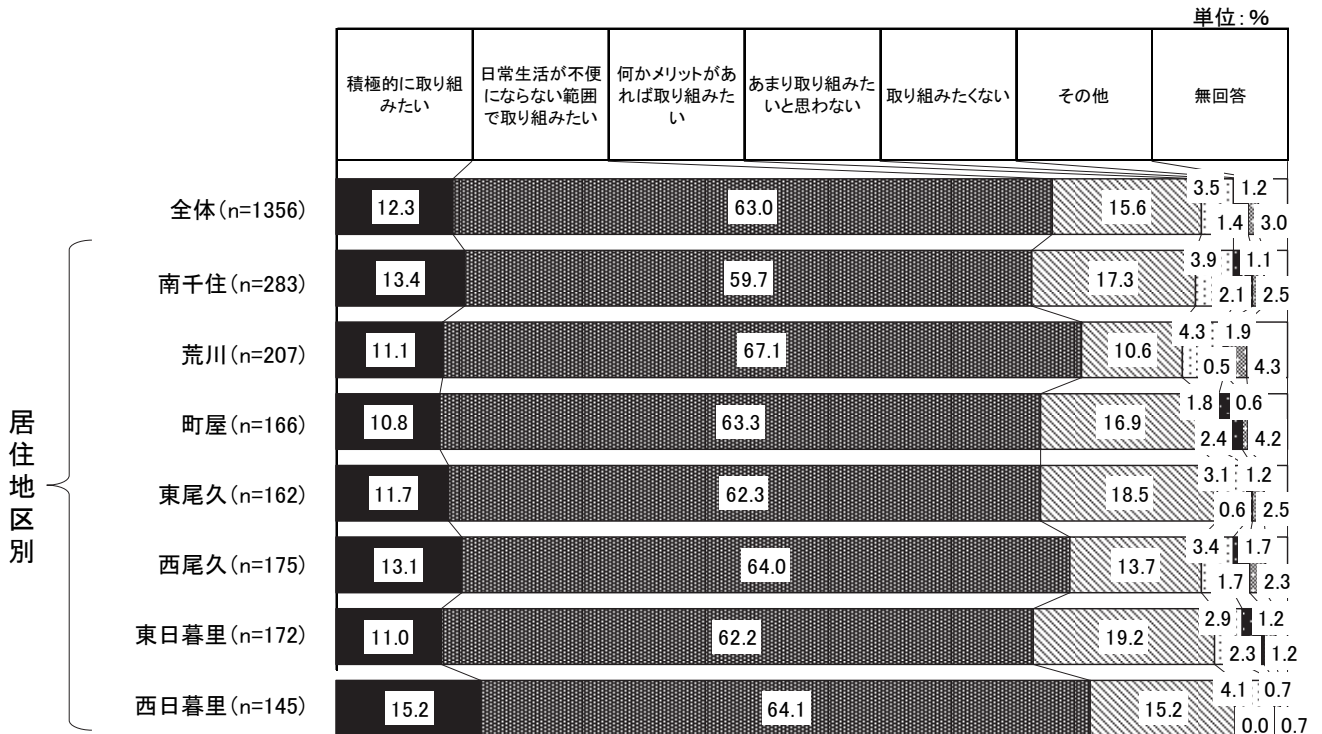 単位：%
積極的に取り組
みたい
日常生活が不便
にならない範囲
で取り組みたい
何かメリットがあ
れば取り組みた
い
あまり取り組みた
いと思わない
取り組みたくない
その他
無回答
全体(n=1356)
12.3
63.0
15.6
3.5
1.4
1.2
3.0
居住地区別
南千住(n=283)
13.4
59.7
17.3
3.9
2.1
1.1
2.5
荒川(n=207)
11.1
67.1
10.6
4.3
0.5
1.9
4.3
町屋(n=166)
10.8
63.3
16.9
1.8
2.4
0.6
4.2
東尾久(n=162)
11.7
62.3
18.5
3.1
0.6
1.2
2.5
西尾久(n=175)
13.1
64.0
13.7
3.4
1.7
1.7
2.3
東日暮里(n=172)
11.0
62.2
19.2
2.9
2.3
1.2
1.2
西日暮里(n=145)
15.2
64.1
15.2
4.1
0.0
0.7
0.7